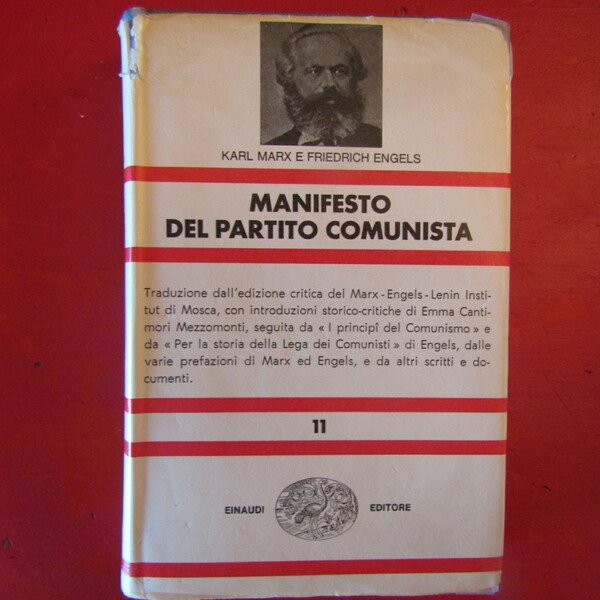 KARL MARX E FRIEDRICH ENGELS
MANIFESTO
DEL PARTITO COMUNISTA
Traduzione dall'edizione critica del Marx-Engels-Lenin Insti-
tut di Mosca, con introduzioni storico-critiche di Emma Canti-
mori Mezzomonti, seguita da « I principî del Comunismo » e
da « Per la storia della Lega dei Comunisti » di Engels, dalle
varie prefazioni di Marx ed Engels, e da altri scritti e do-
cumenti.
11
EINAUDI EDITORE